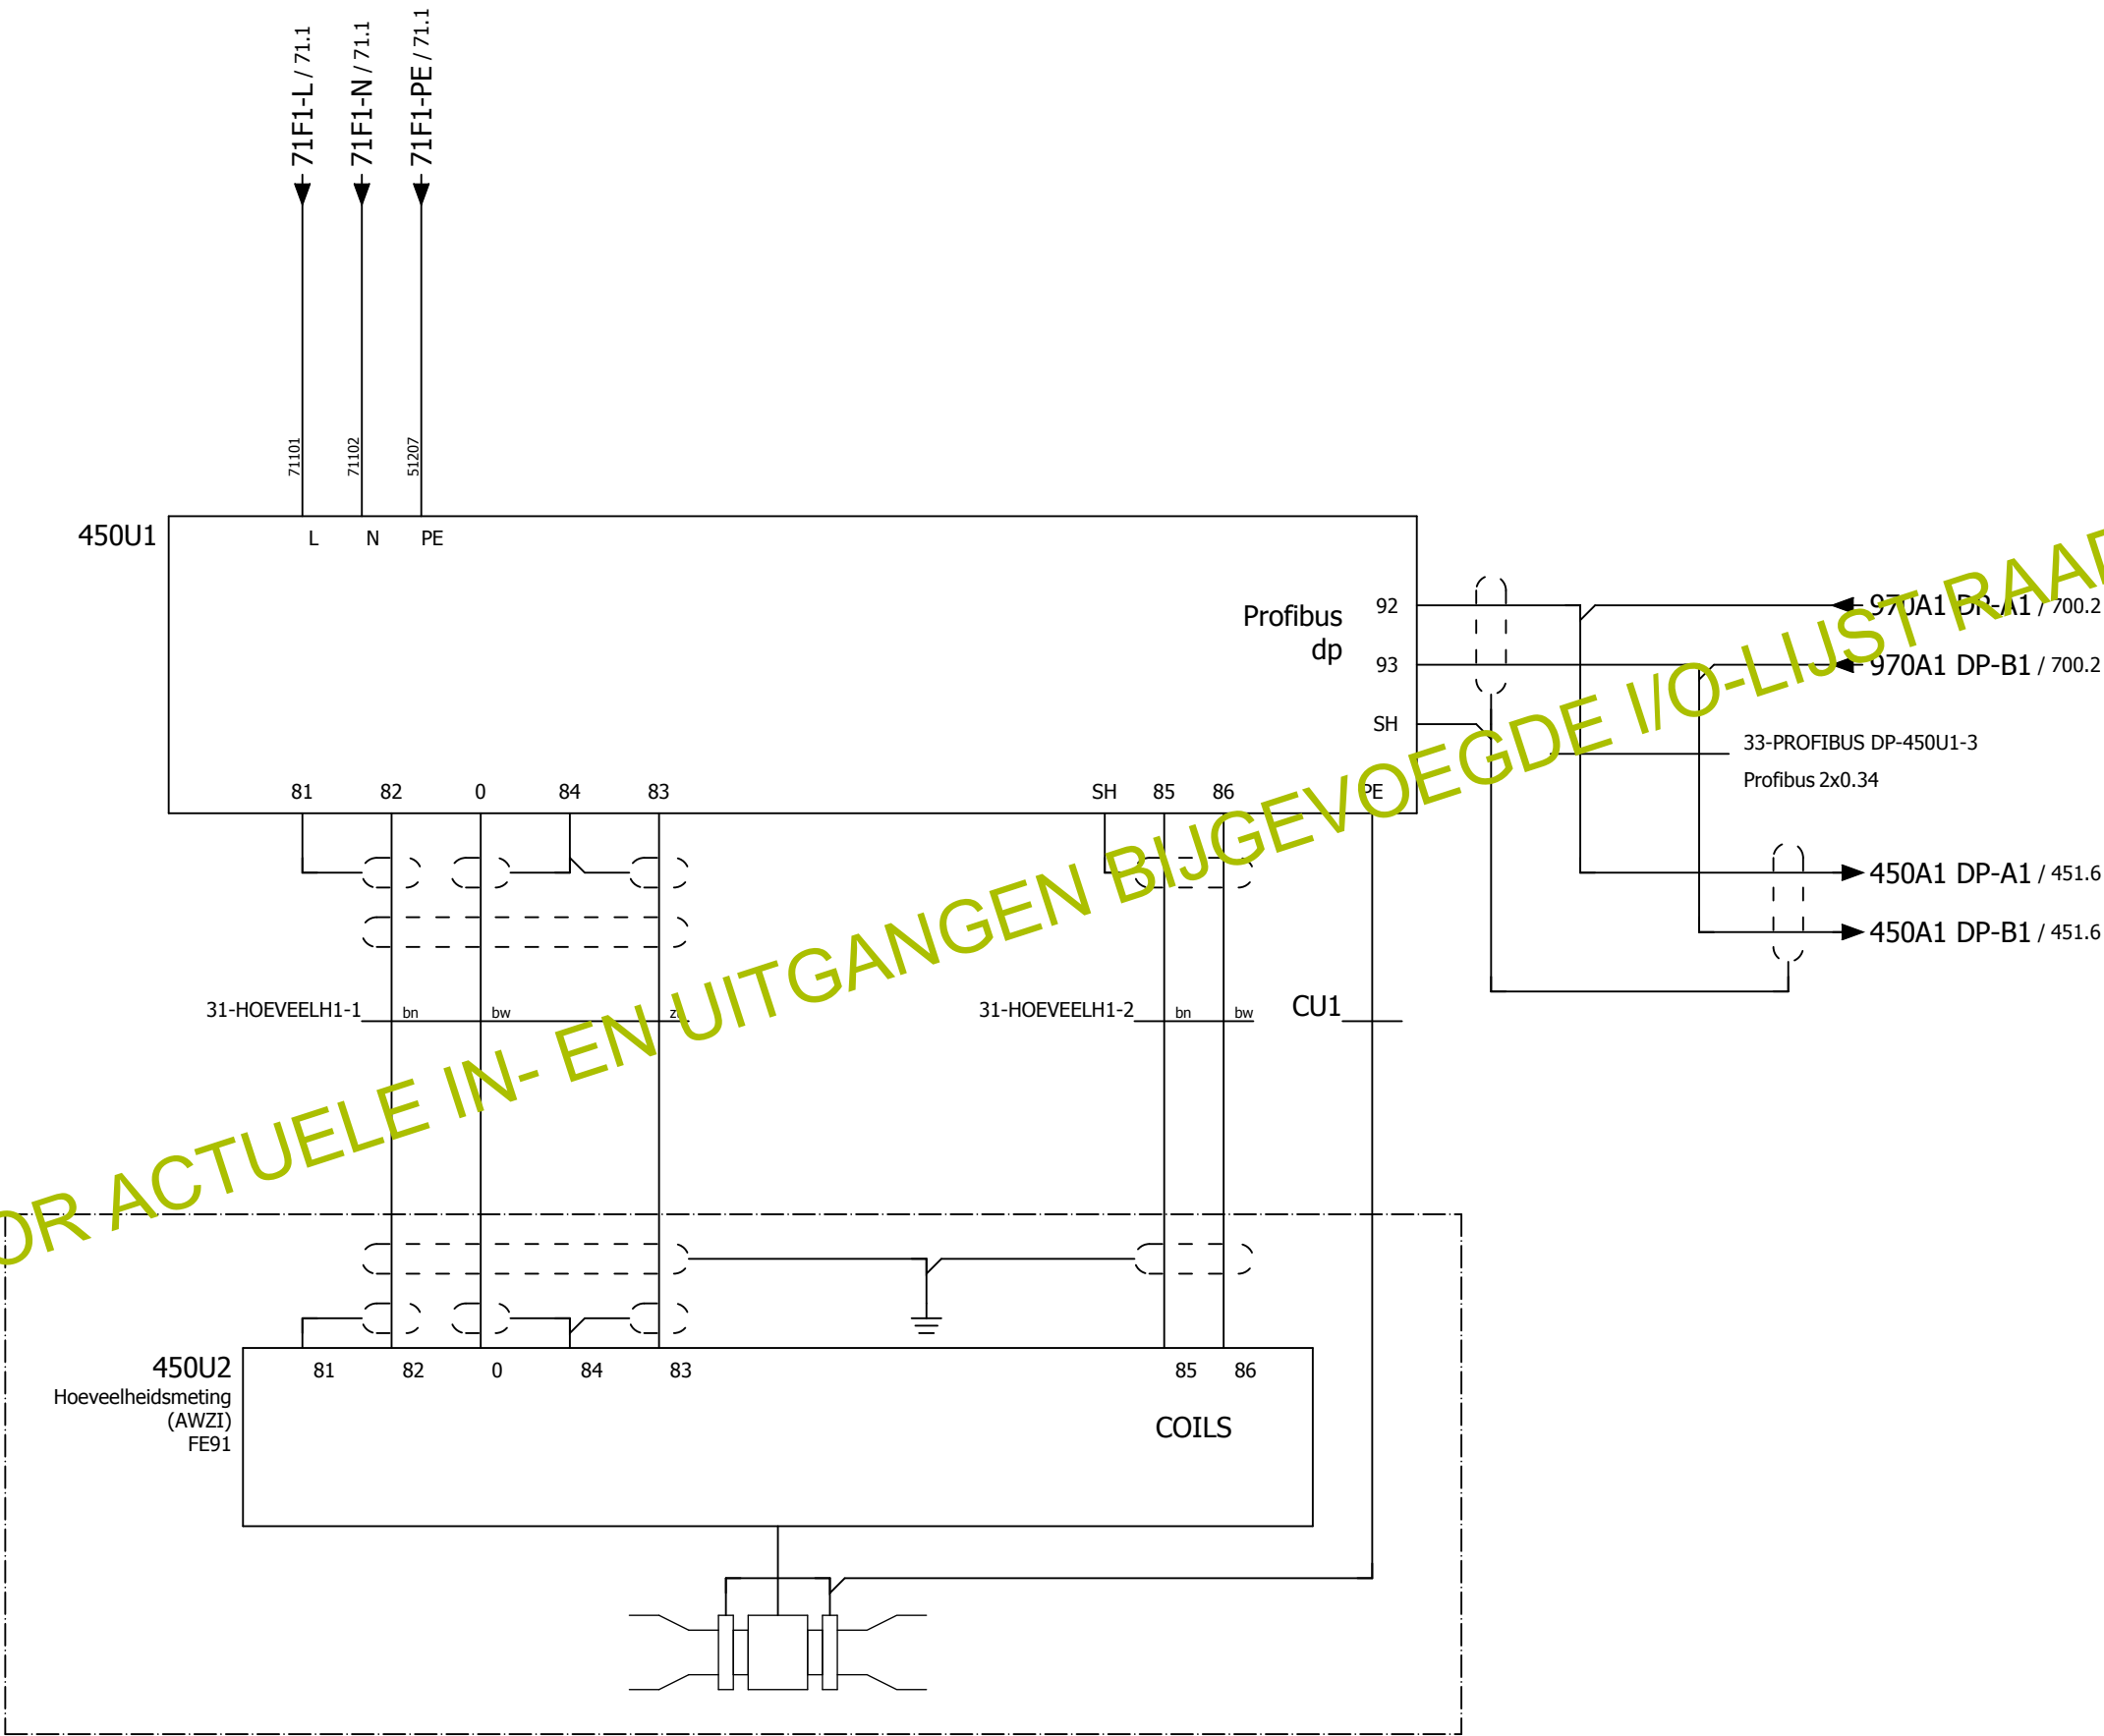 71F1-L / 71.1
71F1-N / 71.1
71F1-PE / 71.1
71101
71102
51207
450U1
L N PE
Profibus
dp
92
93
SH
970A1 DP-A1 / 700.2
970A1 DP-B1 / 700.2
33-PROFIBUS DP-450U1-3
Profibus 2x0.34
81 82 0 84 83 SH 85 86 PE
450A1 DP-A1 / 451.6
450A1 DP-B1 / 451.6
31-HOEVEELH1-1 bn bw
31-HOEVEELH1-2 bn bw
CU1
OR ACTUELE IN- EN UITGANGEN BIJGEVOEGDE I/O-LIJST
450U2
Hoeveelheidsmeting
(AWZI)
FE91
81 82 0 84 83 85 86
COILS